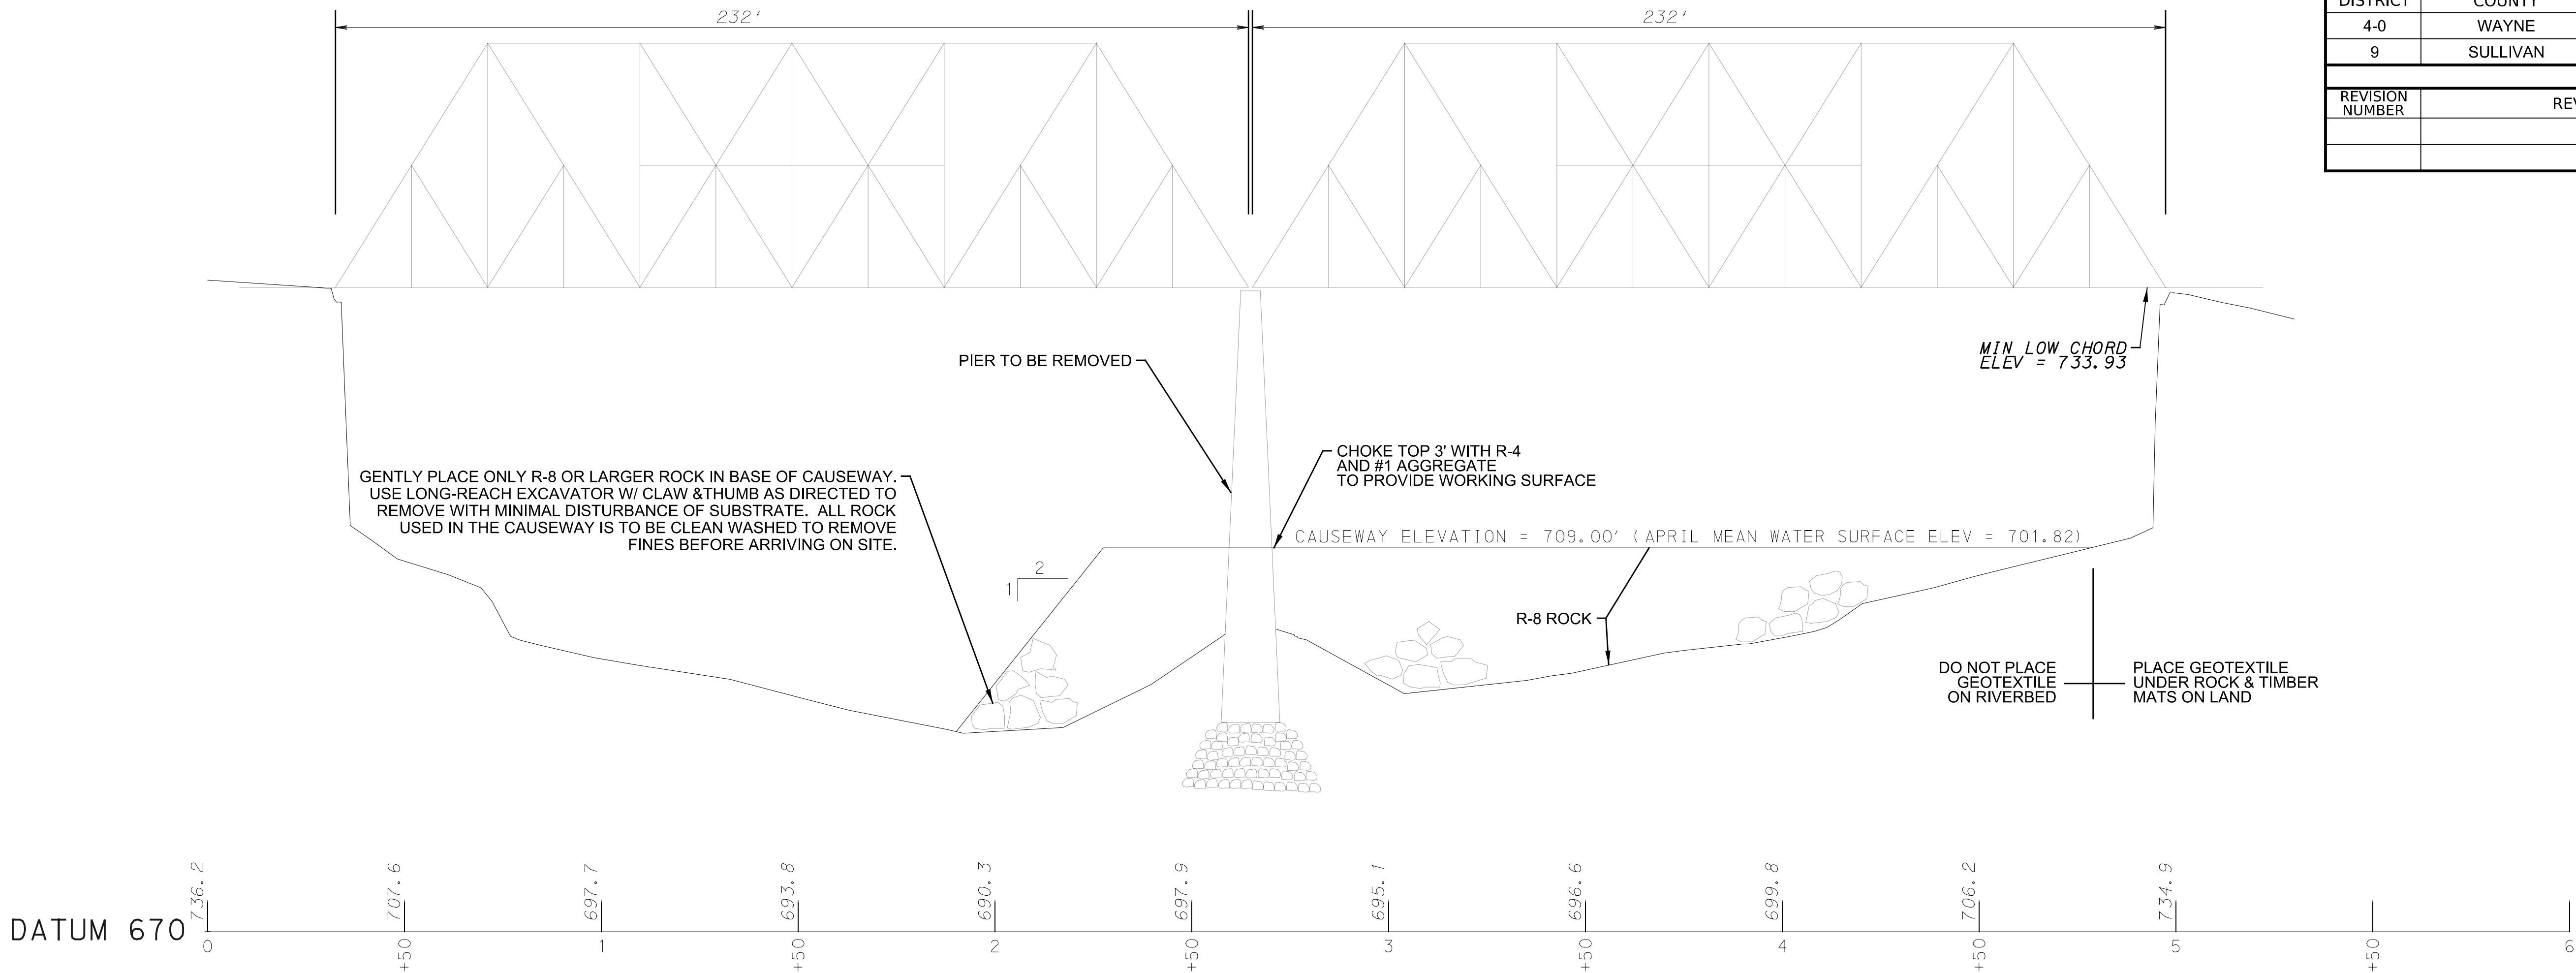 232'
232'
DISTRICT COUNTY
4-0 WAYNE
9 SULLIVAN
REVISION
NUMBER
MIN LOW CHORD
ELEV = 733.93
PIER TO BE REMOVED
CHOKE TOP 3' WITH R-4
AND #1 AGGREGATE
TO PROVIDE WORKING SURFACE
GENTLY PLACE ONLY R-8 OR LARGER ROCK IN BASE OF CAUSEWAY.
USE LONG-REACH EXCAVATOR W/ CLAW &THUMB AS DIRECTED TO
REMOVE WITH MINIMAL DISTURBANCE OF SUBSTRATE. ALL ROCK
USED IN THE CAUSEWAY IS TO BE CLEAN WASHED TO REMOVE
FINES BEFORE ARRIVING ON SITE.
CAUSEWAY ELEVATION = 709.00' (APRIL MEAN WATER SURFACE ELEV = 701.82)
2
1
R-8 ROCK
DO NOT PLACE
GEOTEXTILE
ON RIVERBED
PLACE GEOTEXTILE
UNDER ROCK & TIMBER
MATS ON LAND
736.2 707.6 697.7 693.8 690.3 697.9 695.1 696.6 699.8 706.2 734.9
DATUM 670
0 +50 1 +50 2 +50 3 +50 4 +50 5 +50 6